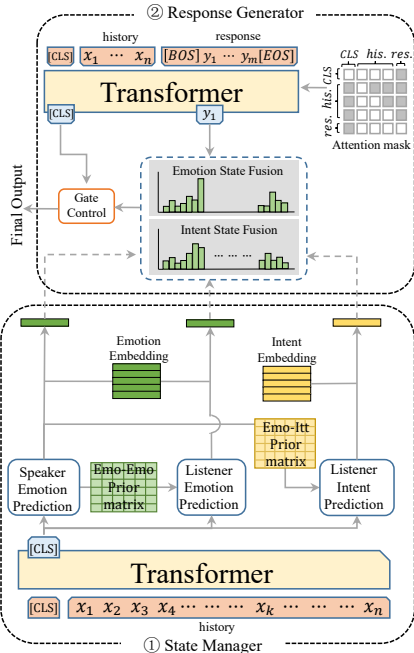 ② Response Generator
history
response
[CLS]
x₁ ⋯ xₙ
[BOS] y₁ ⋯ yₘ[EOS]
Transformer
CLS his. res.
CLS
his.
res.
Attention mask
[CLS]
y₁
Emotion State Fusion
Intent State Fusion
... ... ...
Gate
Control
Final Output
Emotion
Embedding
Intent
Embedding
Emo-Itt
Prior
matrix
Speaker
Emotion
Prediction
Emo-Emo
Prior
matrix
Listener
Emotion
Prediction
Listener
Intent
Prediction
[CLS]
Transformer
[CLS]
x₁ x₂ x₃ x₄⋯ ⋯ ⋯ xₖ ⋯ ⋯ xₙ
history
① State Manager